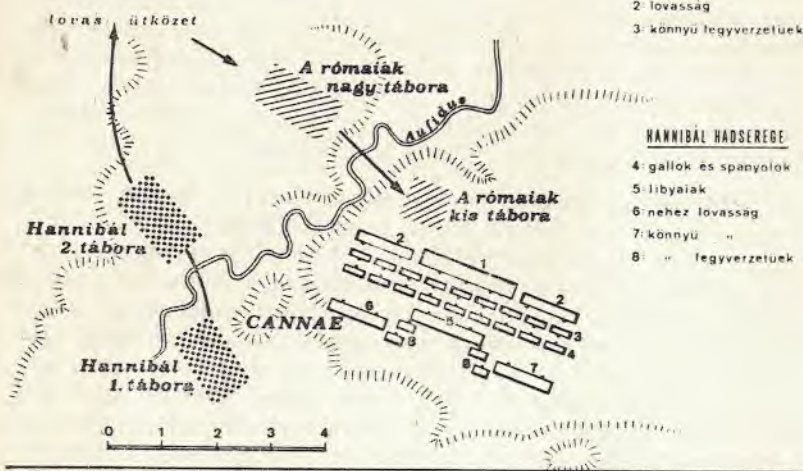 2: lovasság
3: könnyű fegyverzetűek
HANNIBÁL HADSEREGE
4: gallok és spanyolok
5: libyaiak
6: nehéz lovasság
7: könnyű "
8: " fegyverzetűek
lovas ütközet
A rómaiak
nagy tábora
Aufidus
A rómaiak
kis tábora
Hannibál
2. tábora
CANNAE
Hannibál
1. tábora
2
1
2
3
4
6
8
5
8
7
0 1 2 3 4